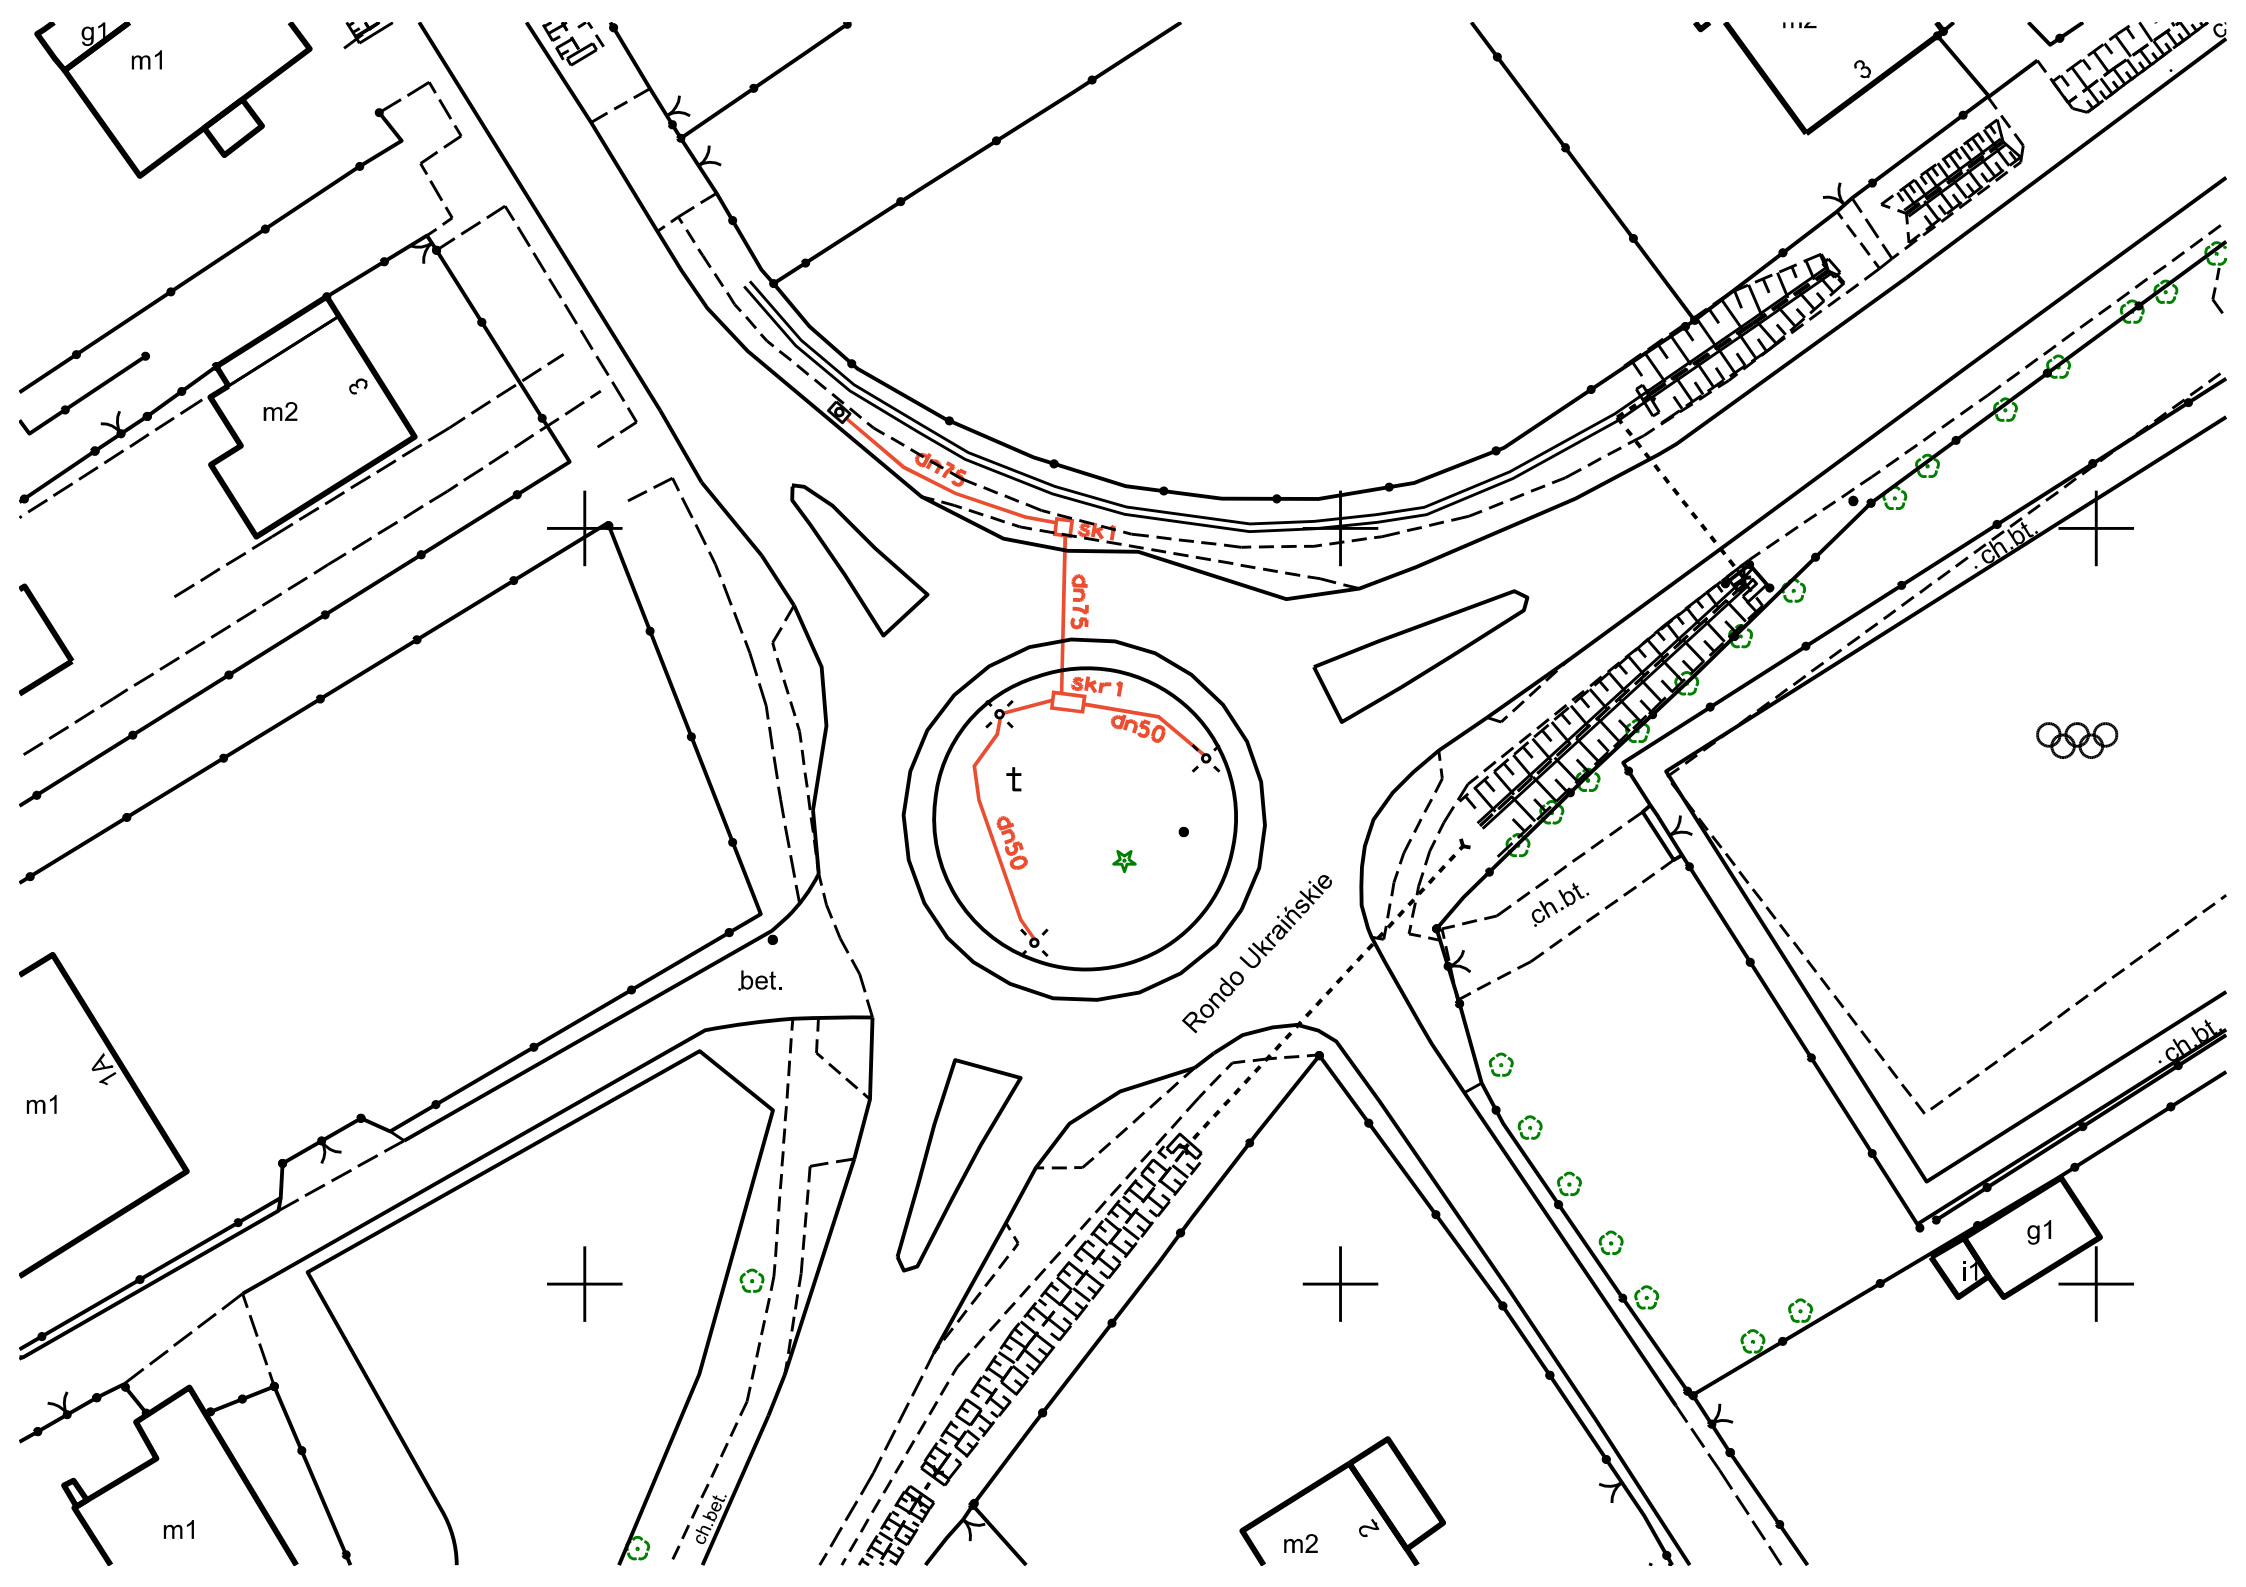 g1
m1
3
m2
3
dn75
sk1
dn75
skr1
dn50
t
dn50
Rondo Ukraińskie
.bet.
.ch.bt.
.ch.bt.
.ch.bt.
1A
m1
g1
i1
ch.bet.
m1
m2
2